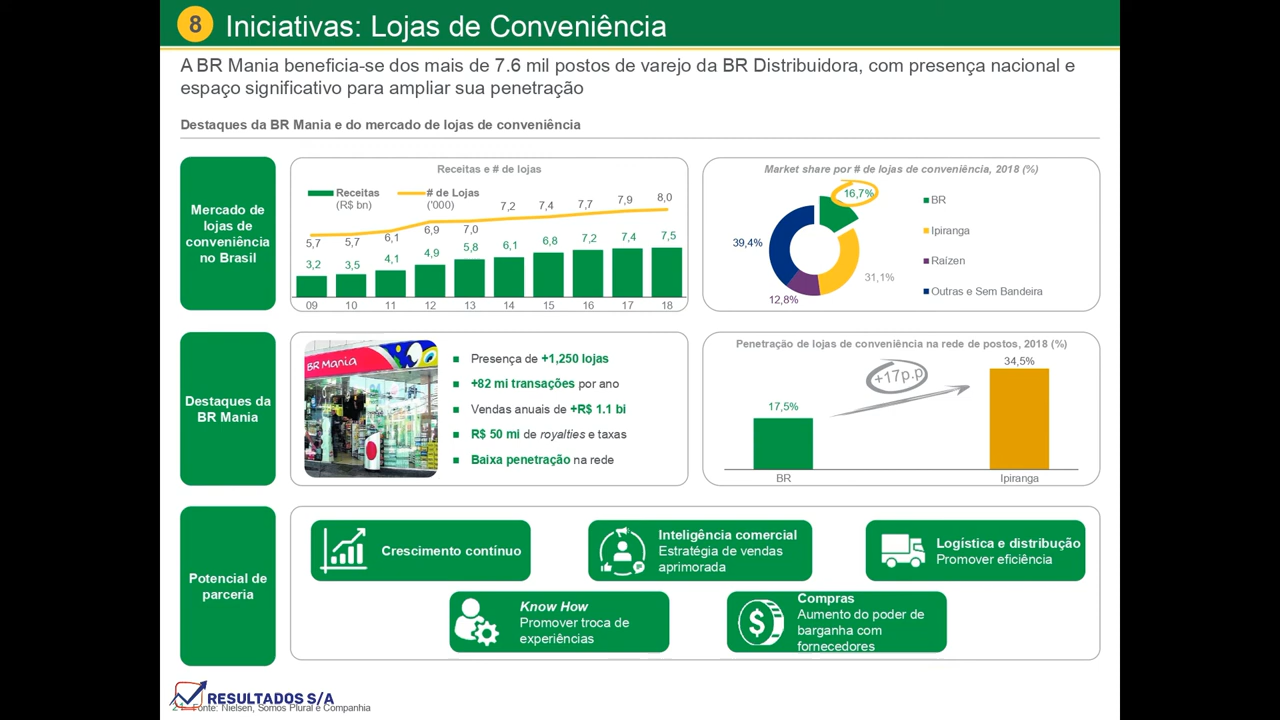 8
Iniciativas: Lojas de Conveniência
A BR Mania beneficia-se dos mais de 7.6 mil postos de varejo da BR Distribuidora, com presença nacional e
espaço significativo para ampliar sua penetração
Destaques da BR Mania e do mercado de lojas de conveniência
Mercado de
lojas de
conveniência
no Brasil
Receitas e # de lojas
Receitas
(R$ bn)
# de Lojas
('000)
5,7 5,7 6,1 6,9 7,0 7,2 7,4 7,7 7,9 8,0
3,2 3,5 4,1 4,9 5,8 6,1 6,8 7,2 7,4 7,5
09 10 11 12 13 14 15 16 17 18
Market share por # de lojas de conveniência, 2018 (%)
16,7%
39,4%
31,1%
12,8%
BR
Ipiranga
Raízen
Outras e Sem Bandeira
Destaques da
BR Mania
BR Mania
Presença de +1,250 lojas
+82 mi transações por ano
Vendas anuais de +R$ 1.1 bi
R$ 50 mi de royalties e taxas
Baixa penetração na rede
Penetração de lojas de conveniência na rede de postos, 2018 (%)
34,5%
+17p.p
17,5%
BR
Ipiranga
Potencial de
parceria
Crescimento contínuo
Inteligência comercial
Estratégia de vendas
aprimorada
Logística e distribução
Promover eficiência
Know How
Promover troca de
experiências
$
Compras
Aumento do poder de
barganha com
fornecedores
RESULTADOS S/A
Fonte: Nielsen, Somos Plural e Companhia